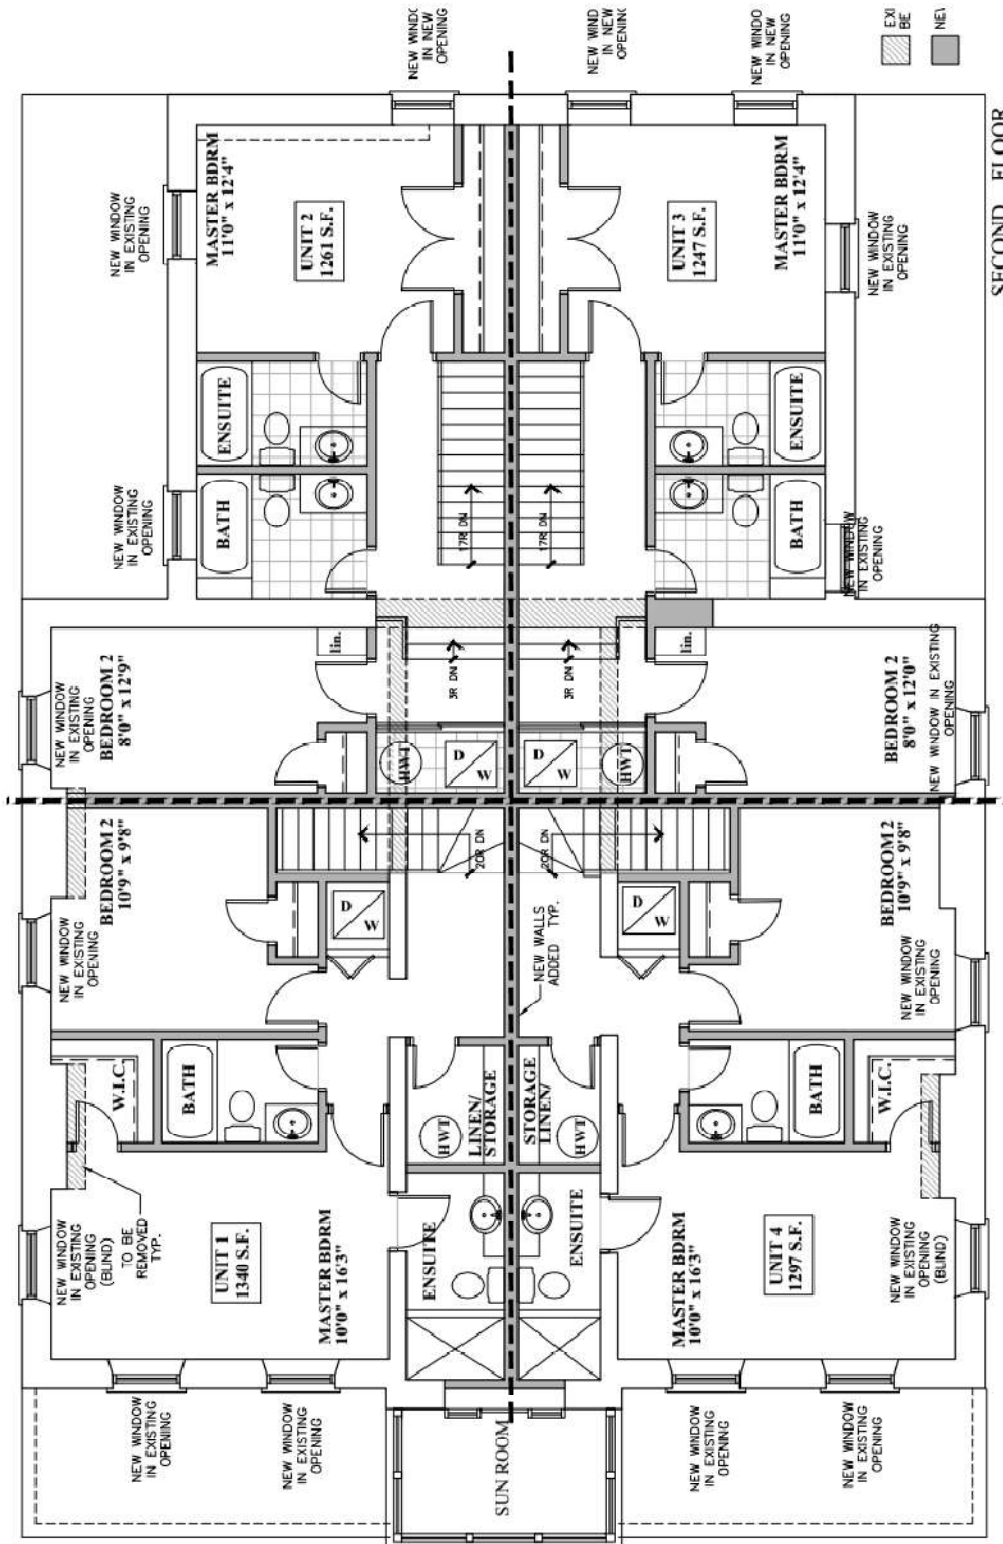 NEW WINDO
IN NEW
OPENING
NEW WIND
IN NEW
OPENING
NEW WINDO
IN NEW
OPENING
EXI
BE
SECOND FLOOR
NEW WINDOW
IN EXISTING
OPENING
MASTER BDRM
11'0" x 12'4"
UNIT 2
1261 S.F.
UNIT 3
1247 S.F.
MASTER BDRM
11'0" x 12'4"
NEW WINDOW
IN EXISTING
OPENING
ENSUITE
ENSUITE
NEW WINDOW
IN EXISTING
OPENING
BATH
17R DN
17R DN
BATH
NEW WINDOW
IN EXISTING
OPENING
NEW WINDOW
IN EXISTING
OPENING
BEDROOM 2
8'0" x 12'9"
lin.
3R DN
3R DN
lin.
BEDROOM 2
8'0" x 12'0"
NEW WINDOW IN EXISTING
OPENING
HWT
D
W
D
W
HWT
BEDROOM 2
10'9" x 9'8"
20R DN
20R DN
BEDROOM 2
10'9" x 9'8"
NEW WINDOW
IN EXISTING
OPENING
D
W
NEW WALLS
ADDED TYP.
D
W
NEW WINDOW
IN EXISTING
OPENING
W.I.C.
BATH
HWT
LINEN/
STORAGE
STORAGE
LINEN/
HWT
BATH
W.I.C.
NEW WINDOW
IN EXISTING
OPENING
(BLIND)
TO BE
REMOVED
TYP.
UNIT 1
1340 S.F.
MASTER BDRM
10'0" x 16'3"
ENSUITE
ENSUITE
MASTER BDRM
10'0" x 16'3"
UNIT 4
1297 S.F.
NEW WINDOW
IN EXISTING
OPENING
(BLIND)
NEW WINDOW
IN EXISTING
OPENING
NEW WINDOW
IN EXISTING
OPENING
SUN ROOM
NEW WINDOW
IN EXISTING
OPENING
NEW WINDOW
IN EXISTING
OPENING